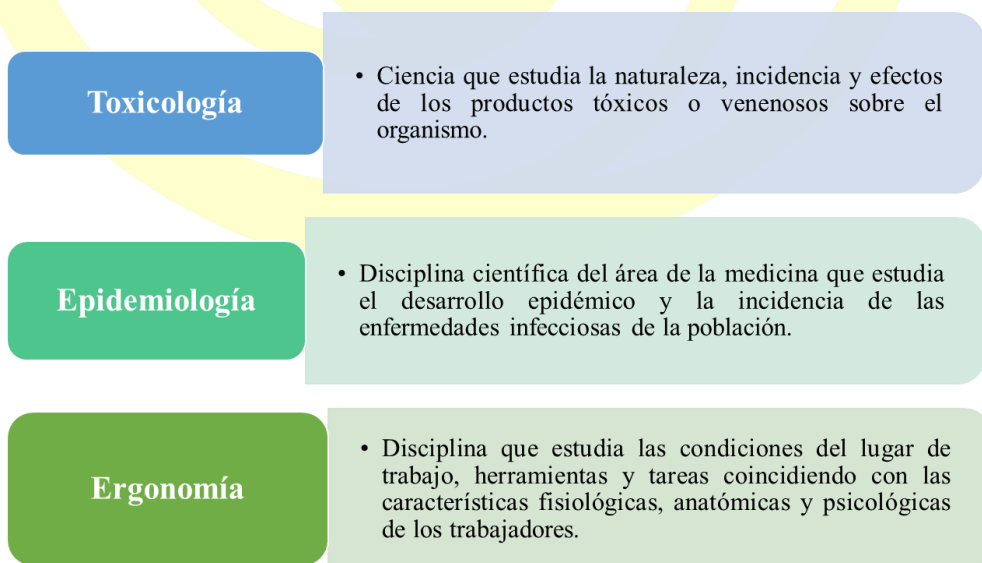 Toxicología
• Ciencia que estudia la naturaleza, incidencia y efectos
de los productos tóxicos o venenosos sobre el
organismo.
Epidemiología
• Disciplina científica del área de la medicina que estudia
el desarrollo epidémico y la incidencia de las
enfermedades infecciosas de la población.
Ergonomía
• Disciplina que estudia las condiciones del lugar de
trabajo, herramientas y tareas coincidiendo con las
características fisiológicas, anatómicas y psicológicas
de los trabajadores.